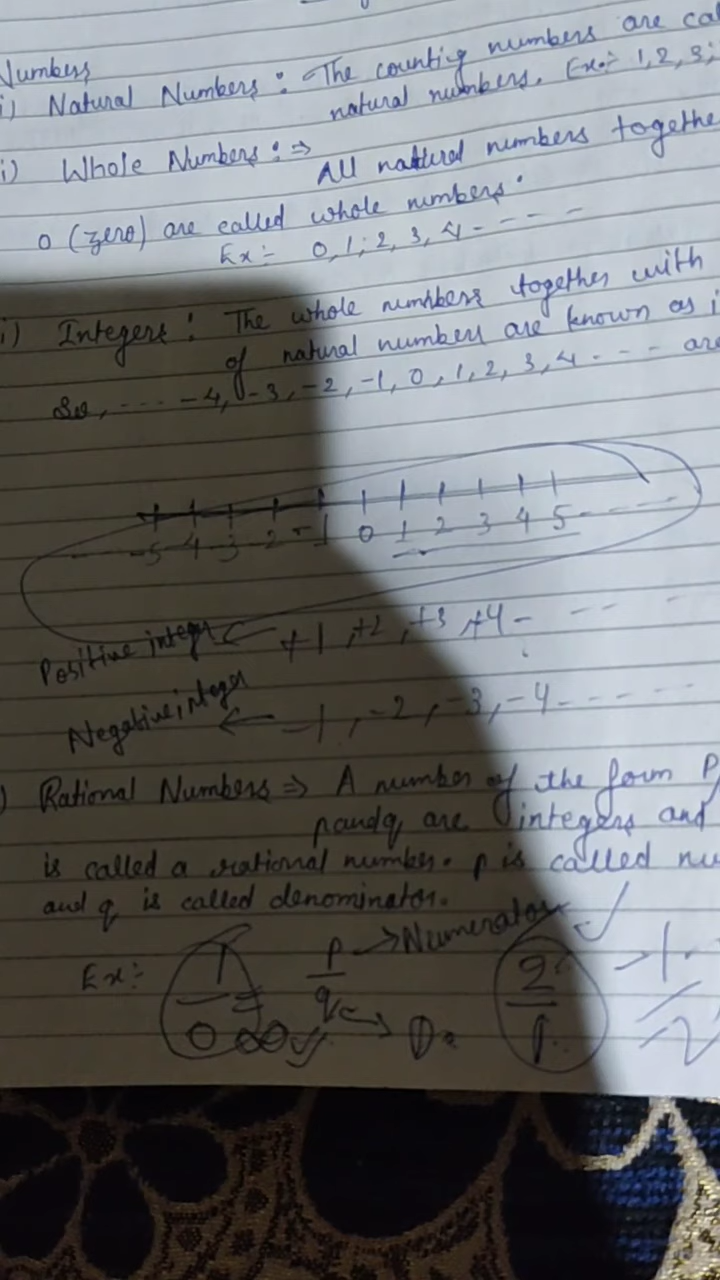 Numbers
i) Natural Numbers : The counting numbers are
natural numbers. Ex:- 1, 2, 3,
i) Whole Numbers : ⇒
All natural numbers
0 (zero) are called whole numbers.
Ex :- 0, 1, 2, 3, 4 - - - -
i) Integers : The whole numbers together with
of natural numbers are known as
So, - - - - -4, -3, -2, -1, 0, 1, 2, 3, 4 - - - are
-5 -4 -3 -2 -1 0 1 2 3 4 5 - - - -
Positive integer ← +1, +2, +3, +4 - - - -
Negative integer ← -1, -2, -3, -4 - - - - -
) Rational Numbers ⇒ A number of the form P
p and q are integers and
is called a rational number. p is called
and q is called denominator.
Ex :- 1/0 = ∞ ✓ p/q → Numerator → D. 2/1 ✓